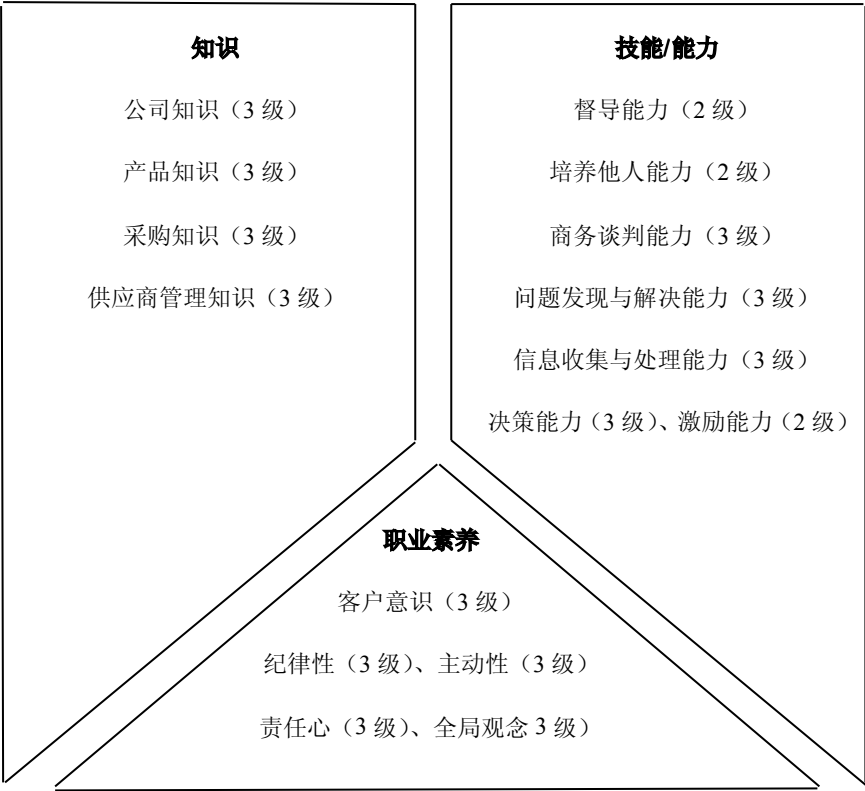 知识
公司知识（3 级）
产品知识（3 级）
采购知识（3 级）
供应商管理知识（3 级）
技能/能力
督导能力（2 级）
培养他人能力（2 级）
商务谈判能力（3 级）
问题发现与解决能力（3 级）
信息收集与处理能力（3 级）
决策能力（3 级）、激励能力（2 级）
职业素养
客户意识（3 级）
纪律性（3 级）、主动性（3 级）
责任心（3 级）、全局观念 3 级）